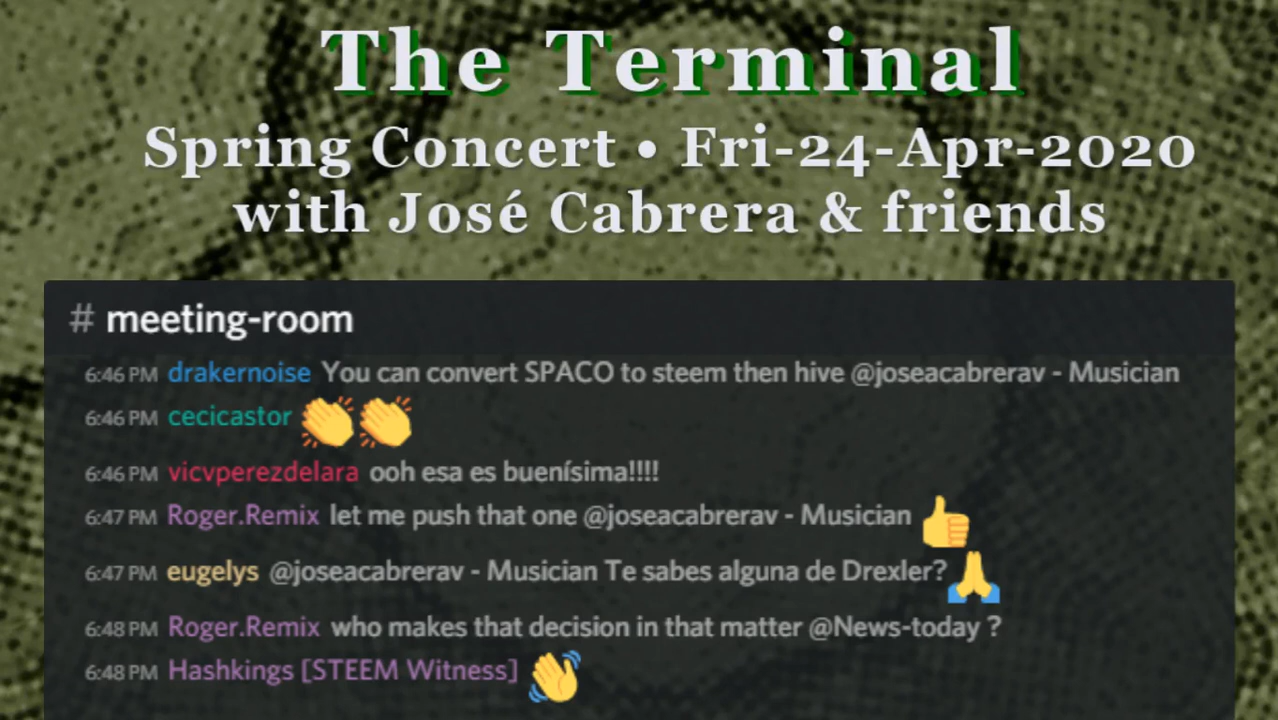 The Terminal
Spring Concert • Fri-24-Apr-2020
with José Cabrera & friends
# meeting-room
6:46 PM drakernoise You can convert SPACO to steem then hive @joseacabrerav - Musician
6:46 PM cecicastor 👏👏
6:46 PM vicvperezdelara ooh esa es buenísima!!!!
6:47 PM Roger.Remix let me push that one @joseacabrerav - Musician 👍
6:47 PM eugelys @joseacabrerav - Musician Te sabes alguna de Drexler? 🙏
6:48 PM Roger.Remix who makes that decision in that matter @News-today ?
6:48 PM Hashkings [STEEM Witness] 👋